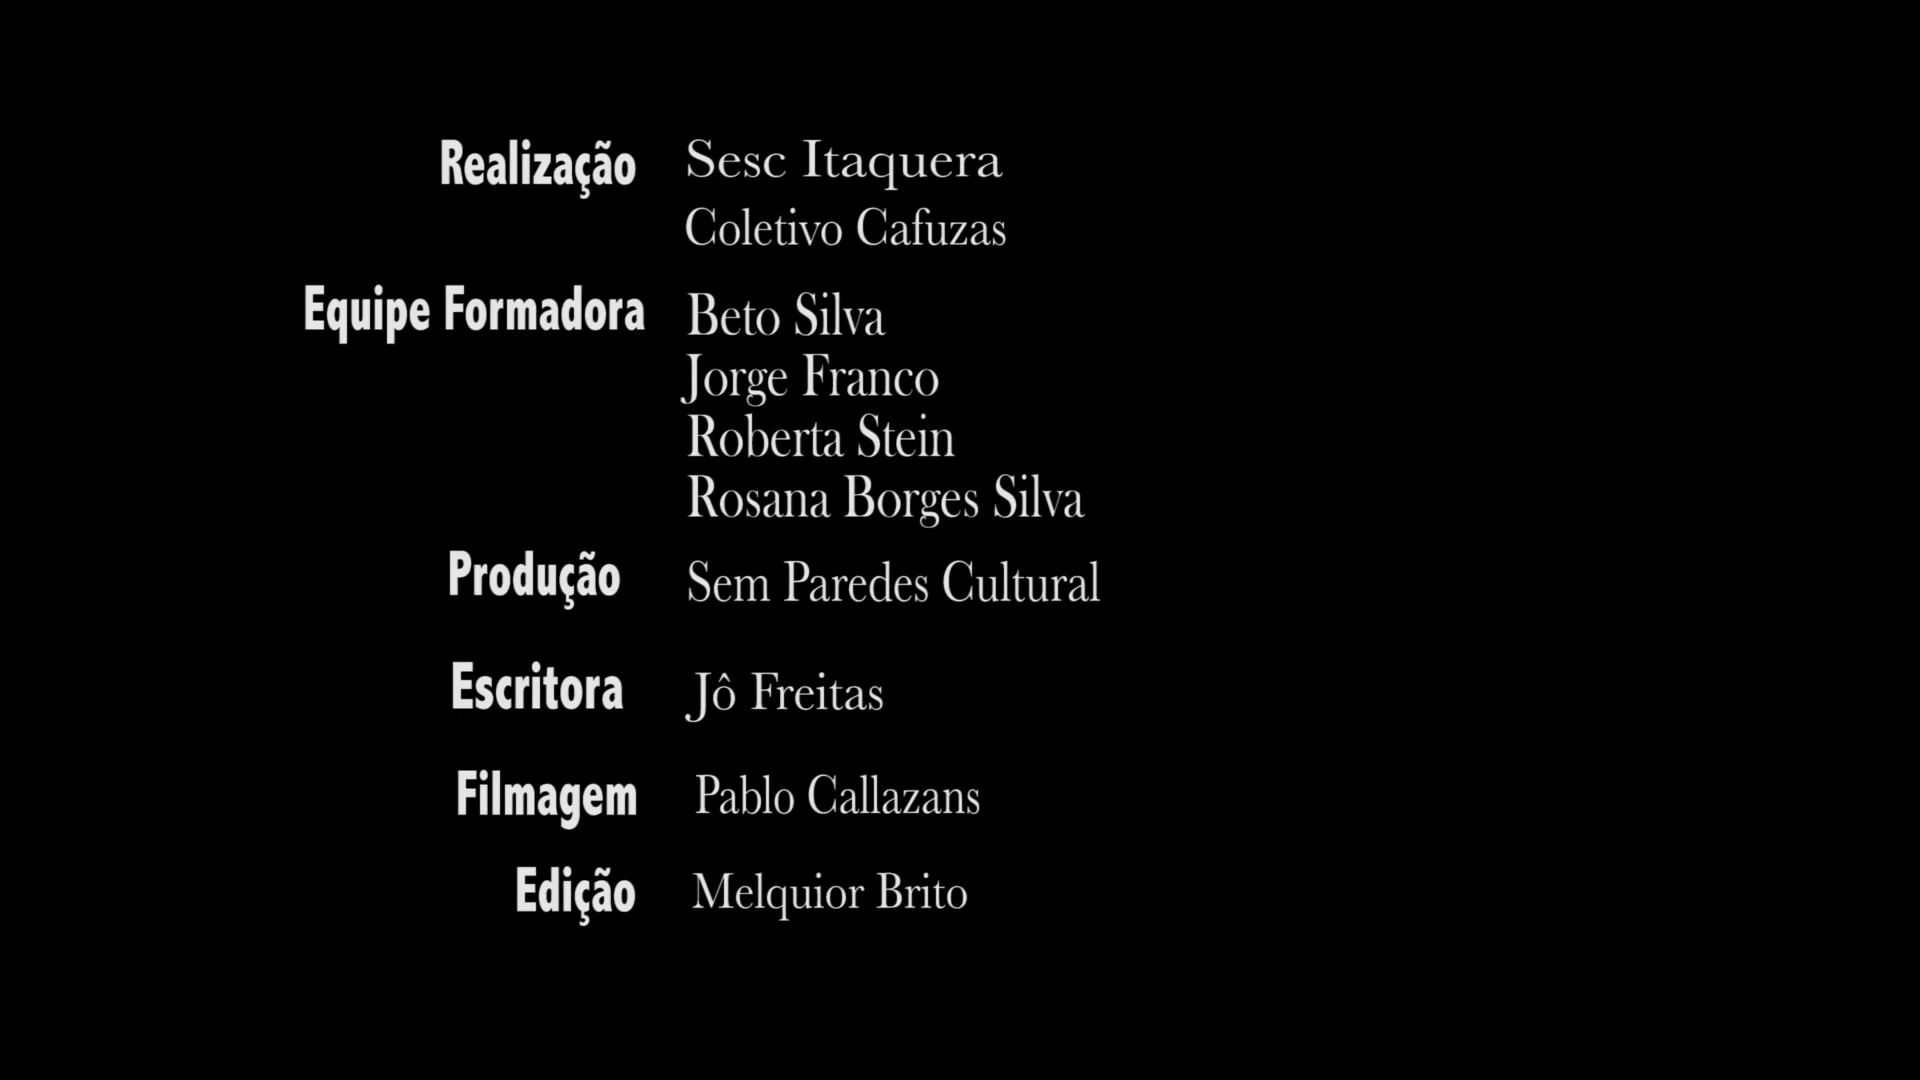 Realização Sesc Itaquera
Coletivo Cafuzas
Equipe Formadora Beto Silva
Jorge Franco
Roberta Stein
Rosana Borges Silva
Produção Sem Paredes Cultural
Escritora Jô Freitas
Filmagem Pablo Callazans
Edição Melquior Brito